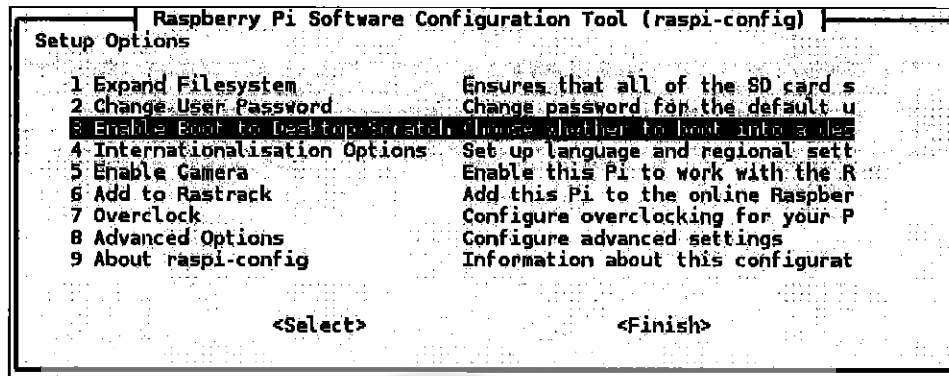 Raspberry Pi Software Configuration Tool (raspi-config)
Setup Options
1 Expand Filesystem Ensures that all of the SD card s
2 Change User Password Change password for the default u
3 Enable Boot to Desktop/Scratch Choose whether to boot into a des
4 Internationalisation Options Set up language and regional sett
5 Enable Camera Enable this Pi to work with the R
6 Add to Rastrack Add this Pi to the online Raspber
7 Overclock Configure overclocking for your P
8 Advanced Options Configure advanced settings
9 About raspi-config Information about this configurat
<Select> <Finish>